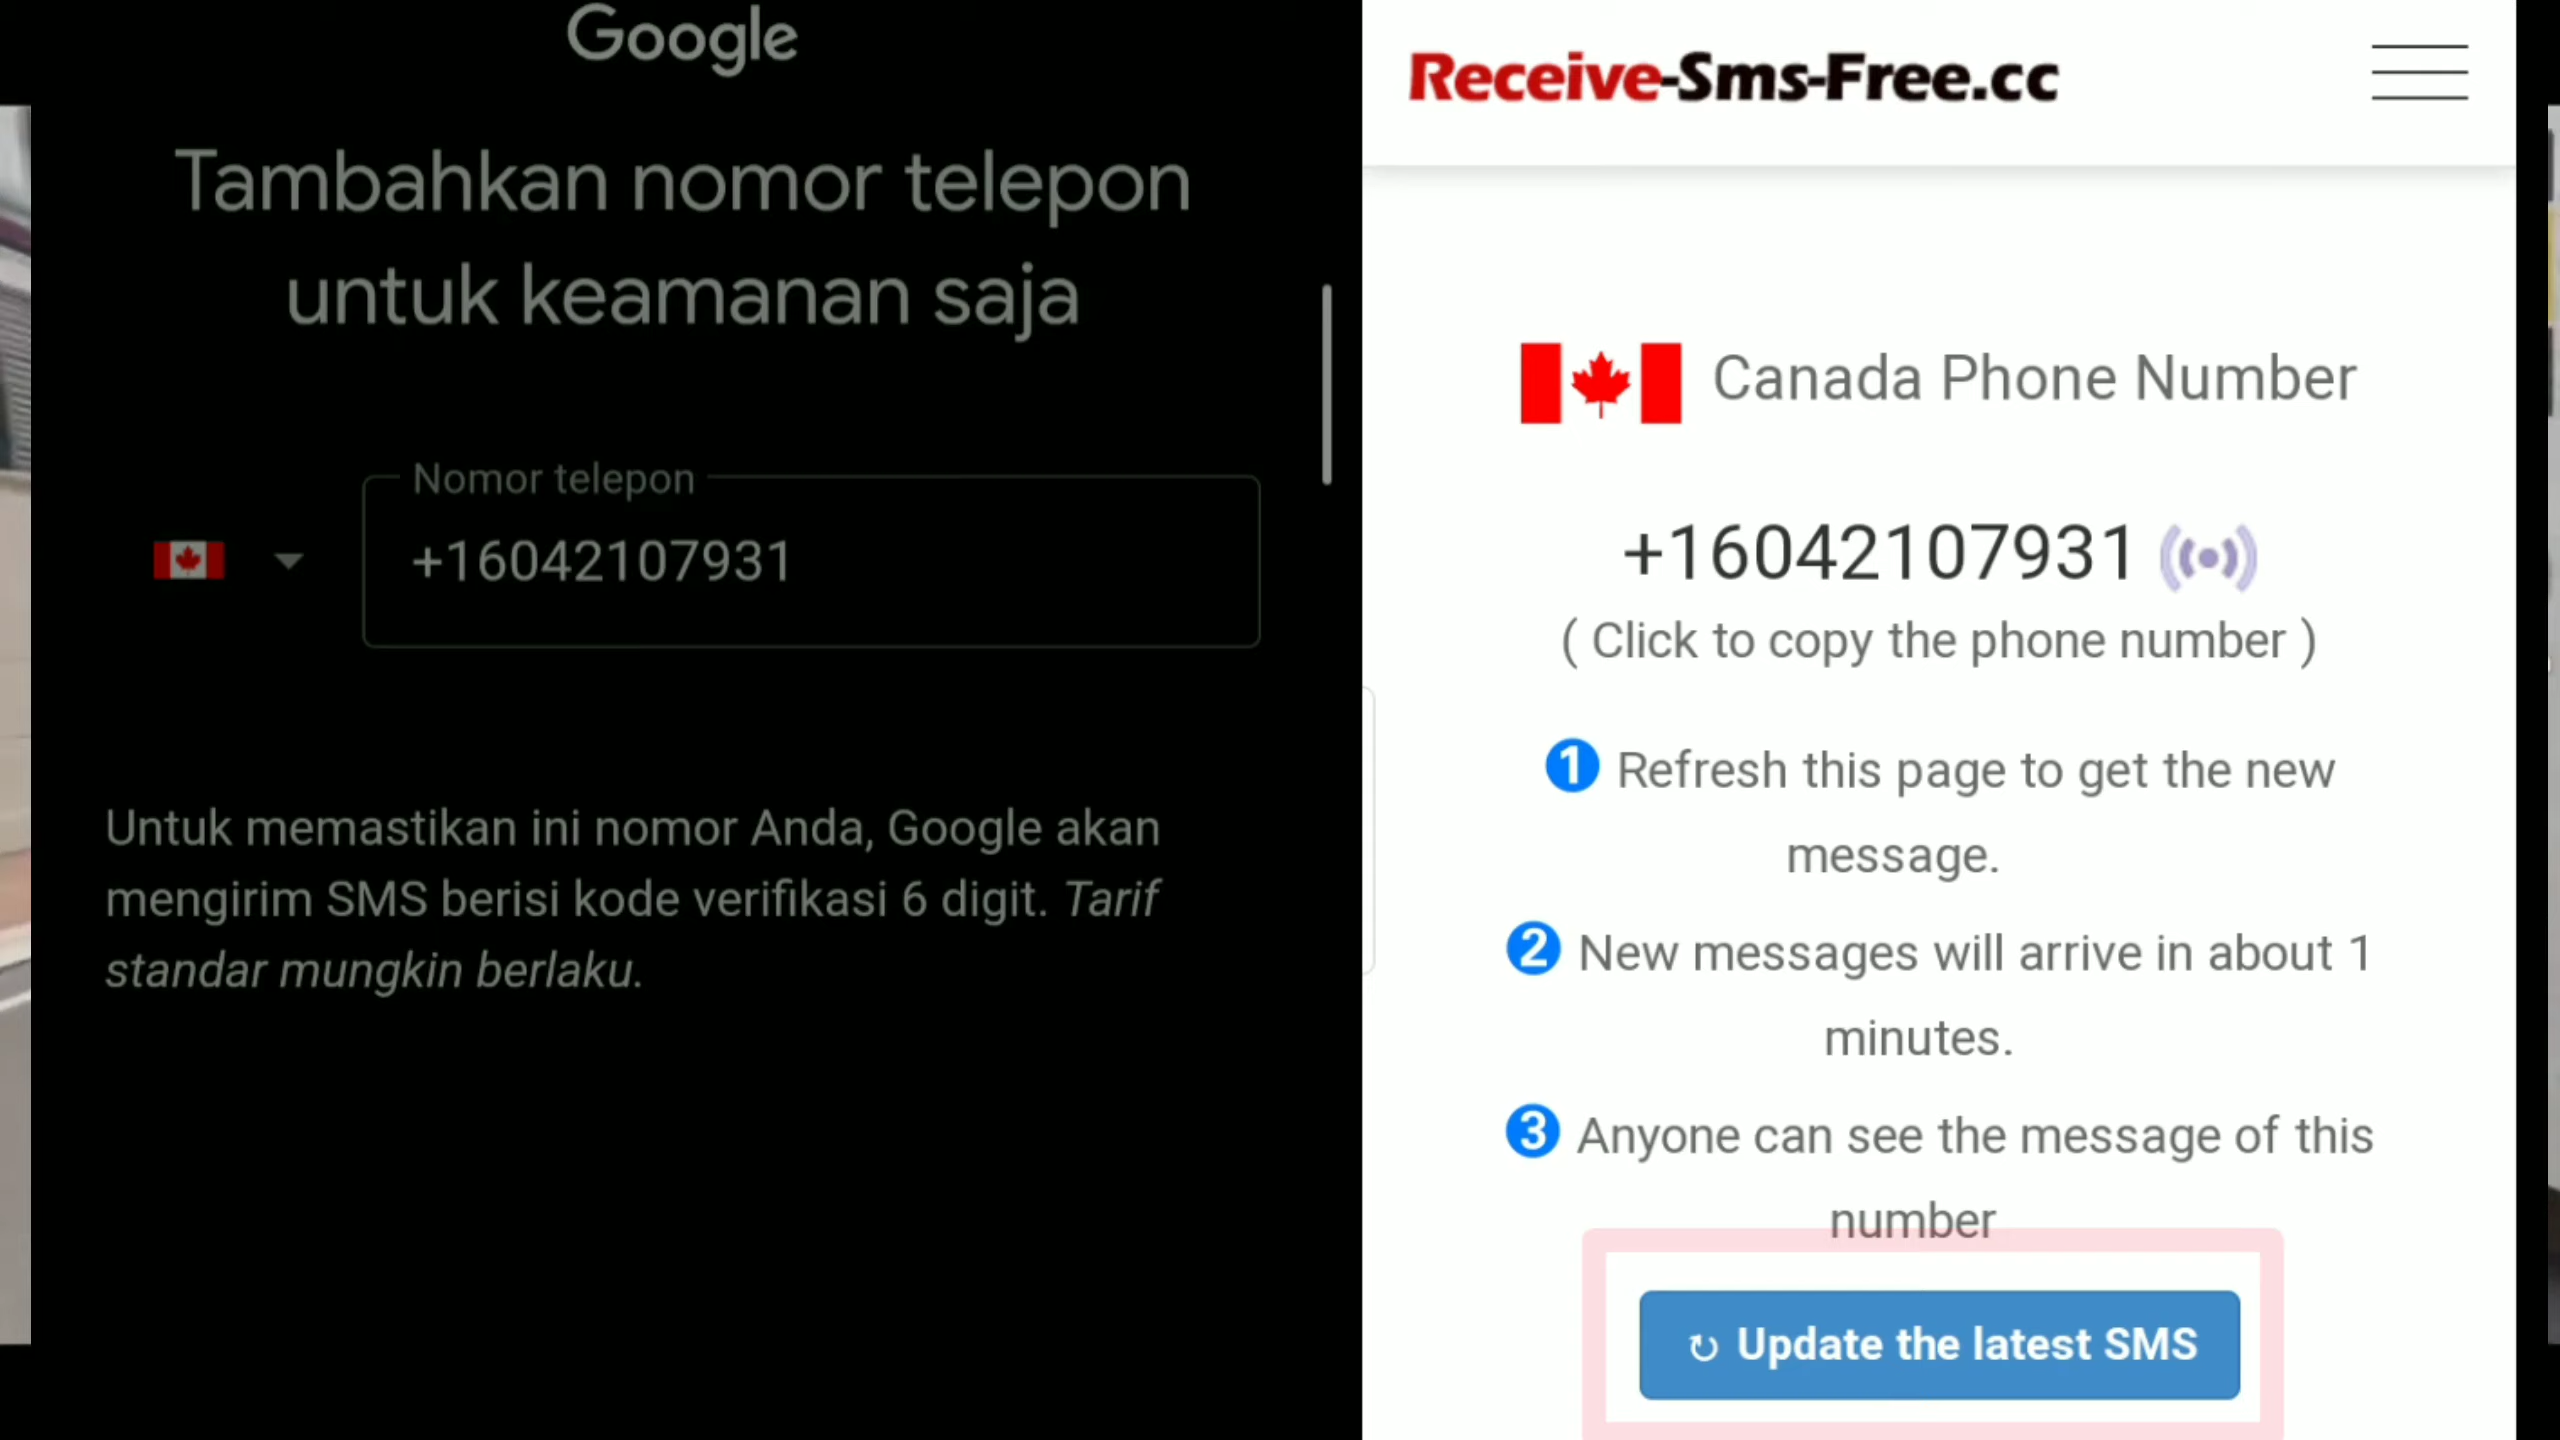 Google
Tambahkan nomor telepon
untuk keamanan saja
Nomor telepon
+16042107931
Untuk memastikan ini nomor Anda, Google akan
mengirim SMS berisi kode verifikasi 6 digit. Tarif
standar mungkin berlaku.
Receive-Sms-Free.cc
Canada Phone Number
+16042107931
( Click to copy the phone number )
1 Refresh this page to get the new
message.
2 New messages will arrive in about 1
minutes.
3 Anyone can see the message of this
number
Update the latest SMS